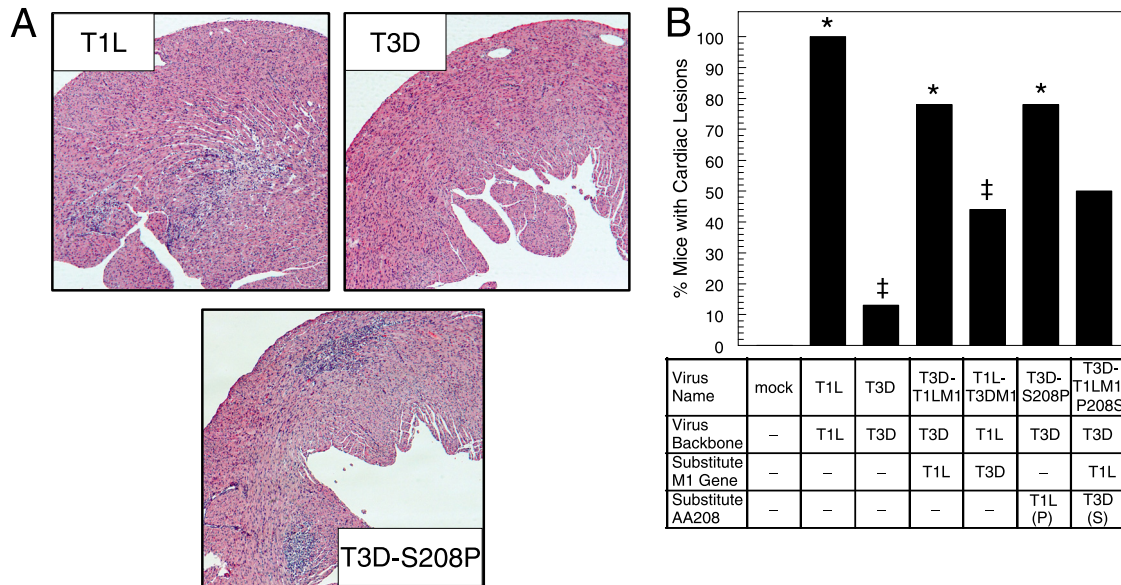 A
T1L
T3D
T3D-S208P
B
% Mice with Cardiac Lesions
100
90
80
70
60
50
40
30
20
10
0
*
‡
*
‡
*
Virus Name mock T1L T3D T3D-T1LM1 T1L-T3DM1 T3D-S208P T3D-T1LM1P208S
Virus Backbone – T1L T3D T3D T1L T3D T3D
Substitute M1 Gene – – – T1L T3D – T1L
Substitute AA208 – – – – – T1L (P) T3D (S)